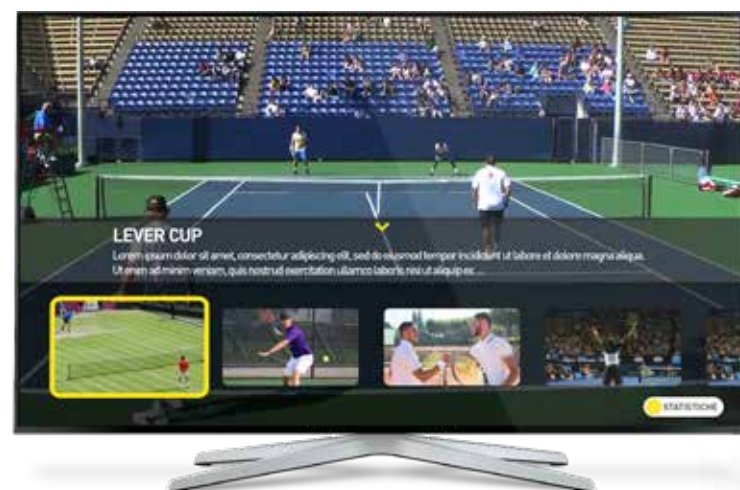 LEVER CUP
Lorem ipsum dolor sit amet, consectetur adipiscing elit, sed do eiusmod tempor incididunt ut labore et dolore magna aliqua.
Ut enim ad minim veniam, quis nostrud exercitation ullamco laboris nisi ut aliquip ex ...
STATISTICHE